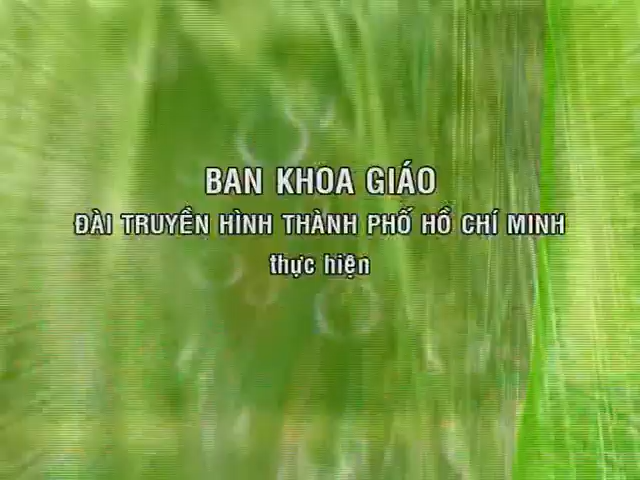 BAN KHOA GIÁO
ĐÀI TRUYỀN HÌNH THÀNH PHỐ HỒ CHÍ MINH
thực hiện